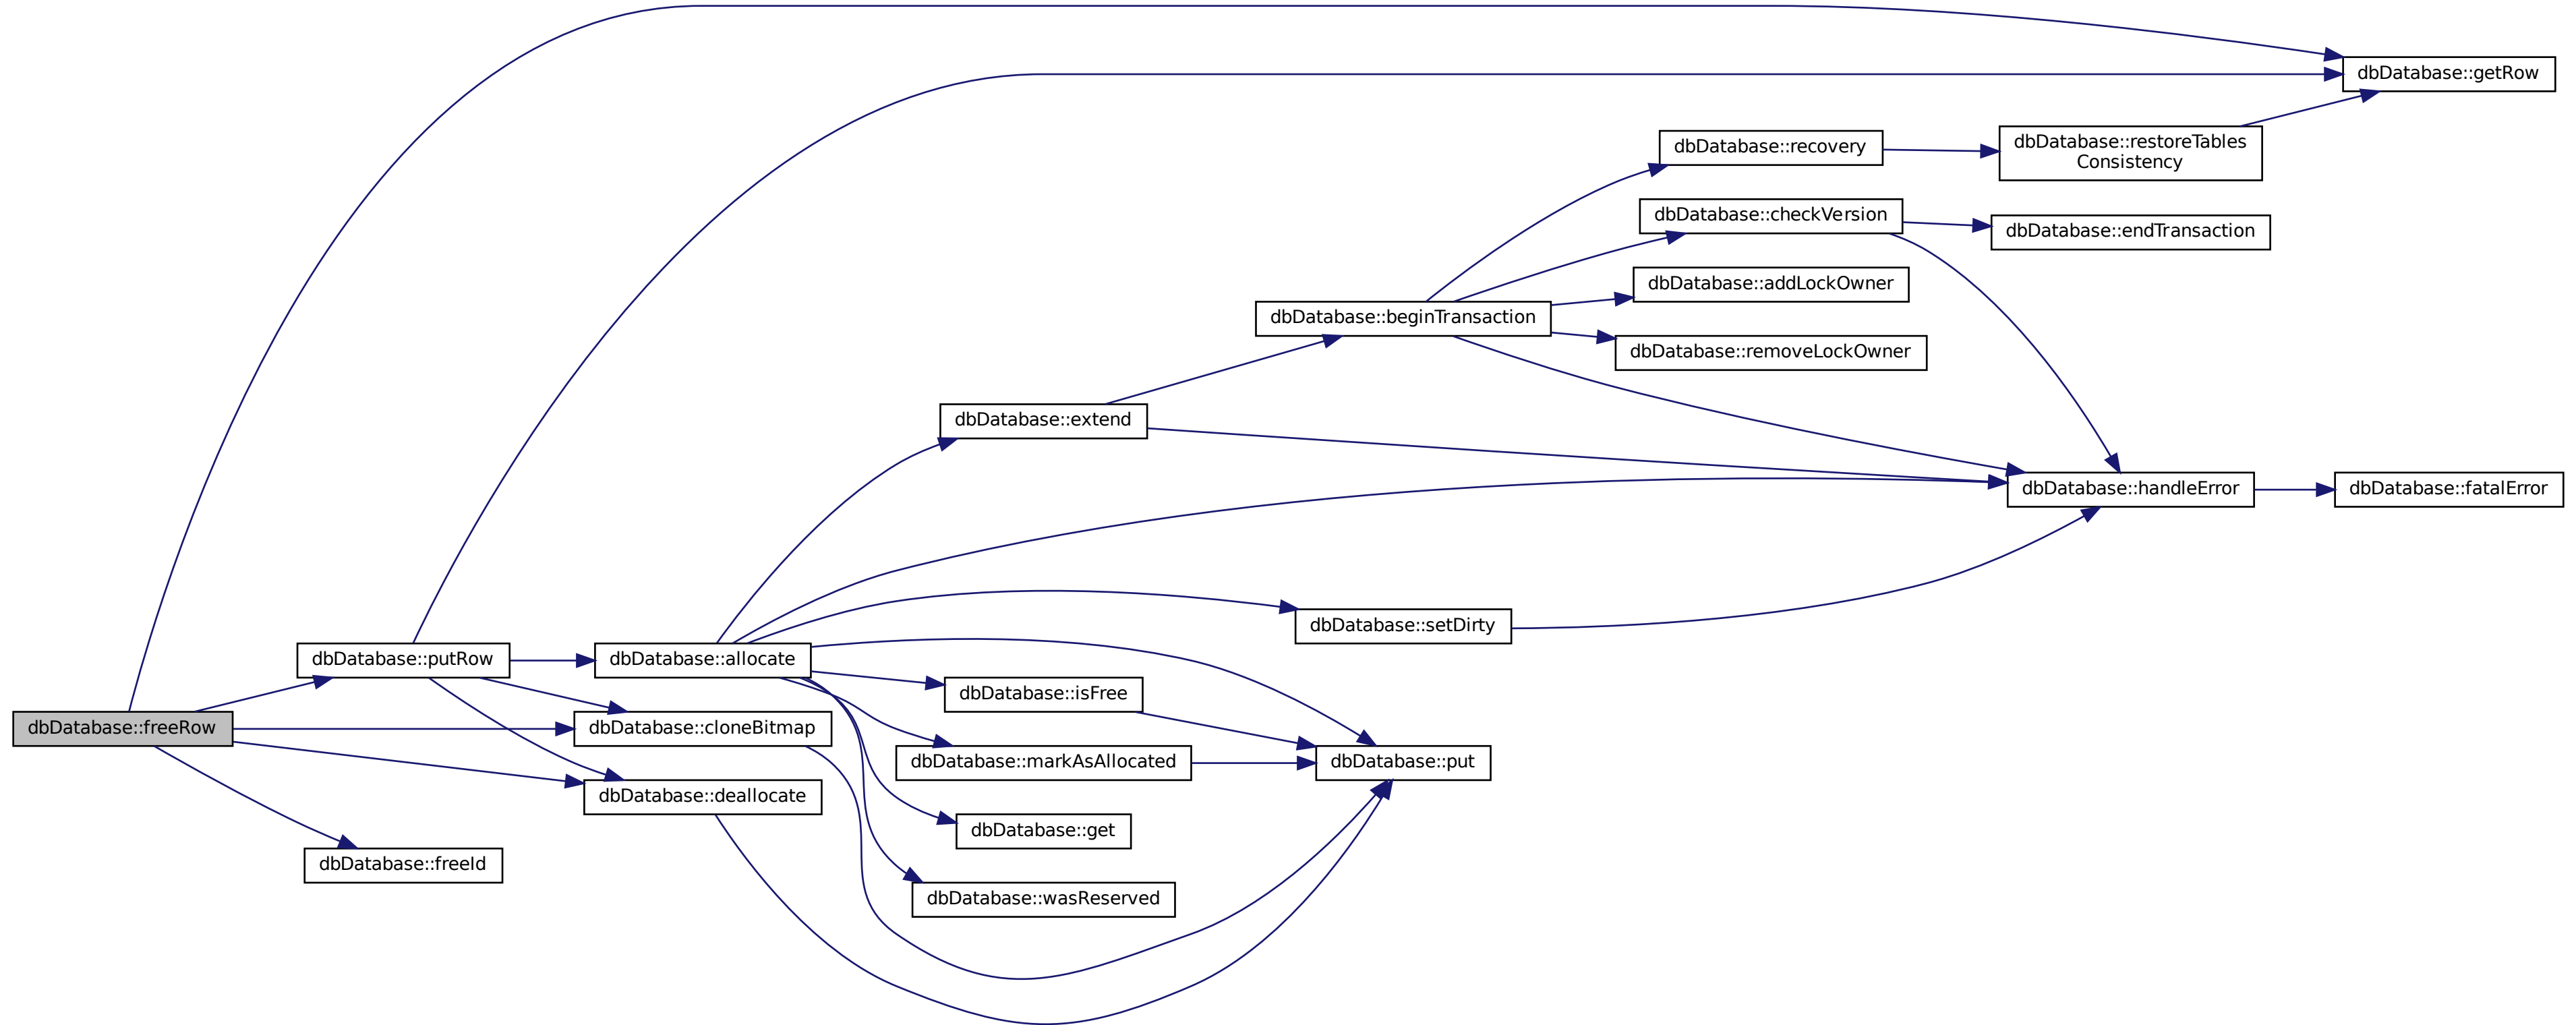 dbDatabase::getRow
dbDatabase::recovery
dbDatabase::restoreTables
Consistency
dbDatabase::checkVersion
dbDatabase::endTransaction
dbDatabase::addLockOwner
dbDatabase::beginTransaction
dbDatabase::removeLockOwner
dbDatabase::extend
dbDatabase::handleError
dbDatabase::fatalError
dbDatabase::setDirty
dbDatabase::putRow
dbDatabase::allocate
dbDatabase::isFree
dbDatabase::freeRow
dbDatabase::cloneBitmap
dbDatabase::markAsAllocated
dbDatabase::put
dbDatabase::deallocate
dbDatabase::get
dbDatabase::freeId
dbDatabase::wasReserved